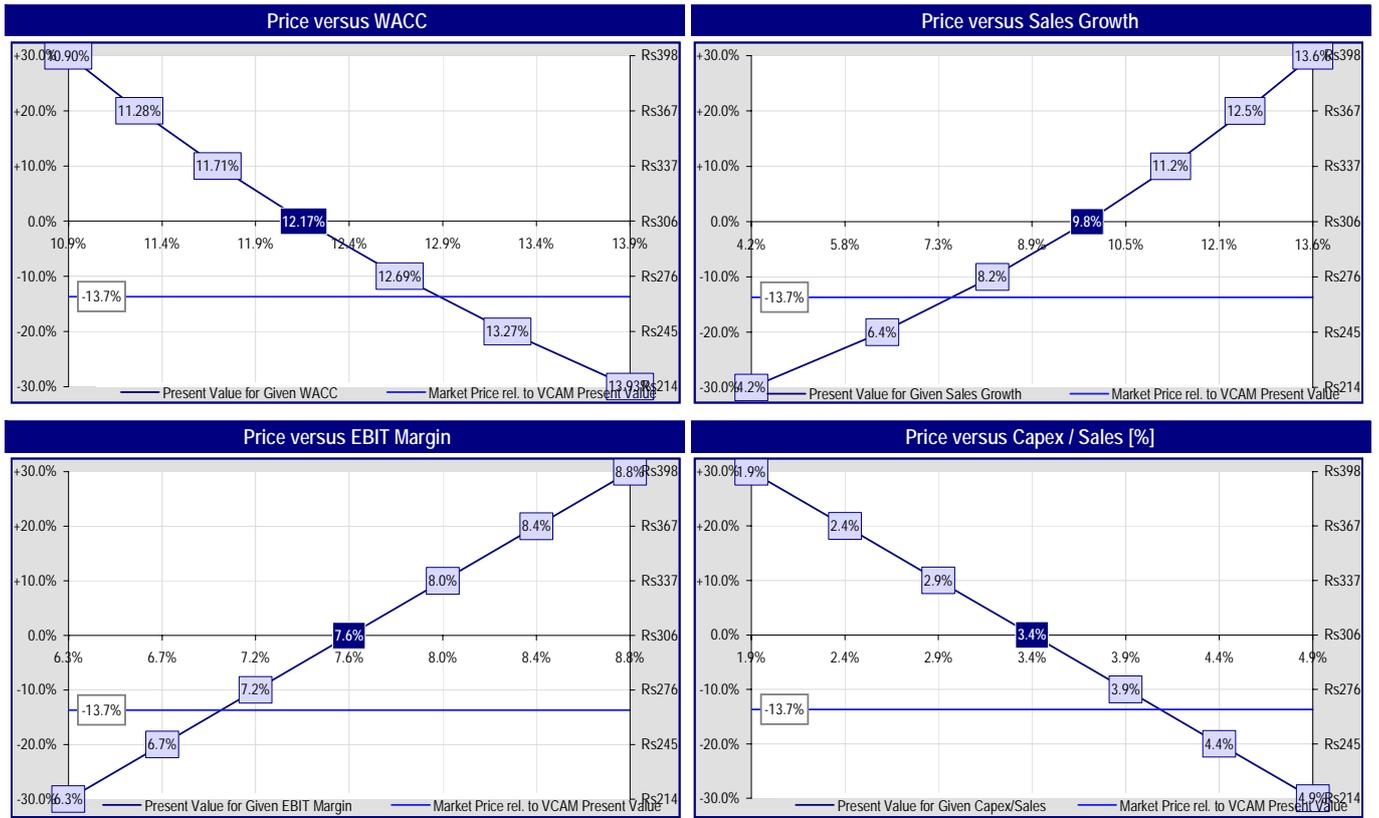 Price versus WACC
+30.0% 10.90% Rs398
+20.0% 11.28% Rs367
+10.0% 11.71% Rs337
0.0% 12.17% Rs306
10.9% 11.4% 11.9% 12.4% 12.9% 13.4% 13.9%
-10.0% 12.69% Rs276
-13.7%
-20.0% 13.27% Rs245
-30.0% 13.93% Rs214
Present Value for Given WACC Market Price rel. to VCAM Present Value
Price versus Sales Growth
+30.0% 13.6% Rs398
+20.0% 12.5% Rs367
+10.0% 11.2% Rs337
0.0% 9.8% Rs306
4.2% 5.8% 7.3% 8.9% 10.5% 12.1% 13.6%
-10.0% 8.2% Rs276
-13.7%
-20.0% 6.4% Rs245
-30.0% 4.2% Rs214
Present Value for Given Sales Growth Market Price rel. to VCAM Present Value
Price versus EBIT Margin
+30.0% 8.8% Rs398
+20.0% 8.4% Rs367
+10.0% 8.0% Rs337
0.0% 7.6% Rs306
6.3% 6.7% 7.2% 7.6% 8.0% 8.4% 8.8%
-10.0% 7.2% Rs276
-13.7%
-20.0% 6.7% Rs245
-30.0% 6.3% Rs214
Present Value for Given EBIT Margin Market Price rel. to VCAM Present Value
Price versus Capex / Sales [%]
+30.0% 1.9% Rs398
+20.0% 2.4% Rs367
+10.0% 2.9% Rs337
0.0% 3.4% Rs306
1.9% 2.4% 2.9% 3.4% 3.9% 4.4% 4.9%
-10.0% 3.9% Rs276
-13.7%
-20.0% 4.4% Rs245
-30.0% 4.9% Rs214
Present Value for Given Capex/Sales Market Price rel. to VCAM Present Value